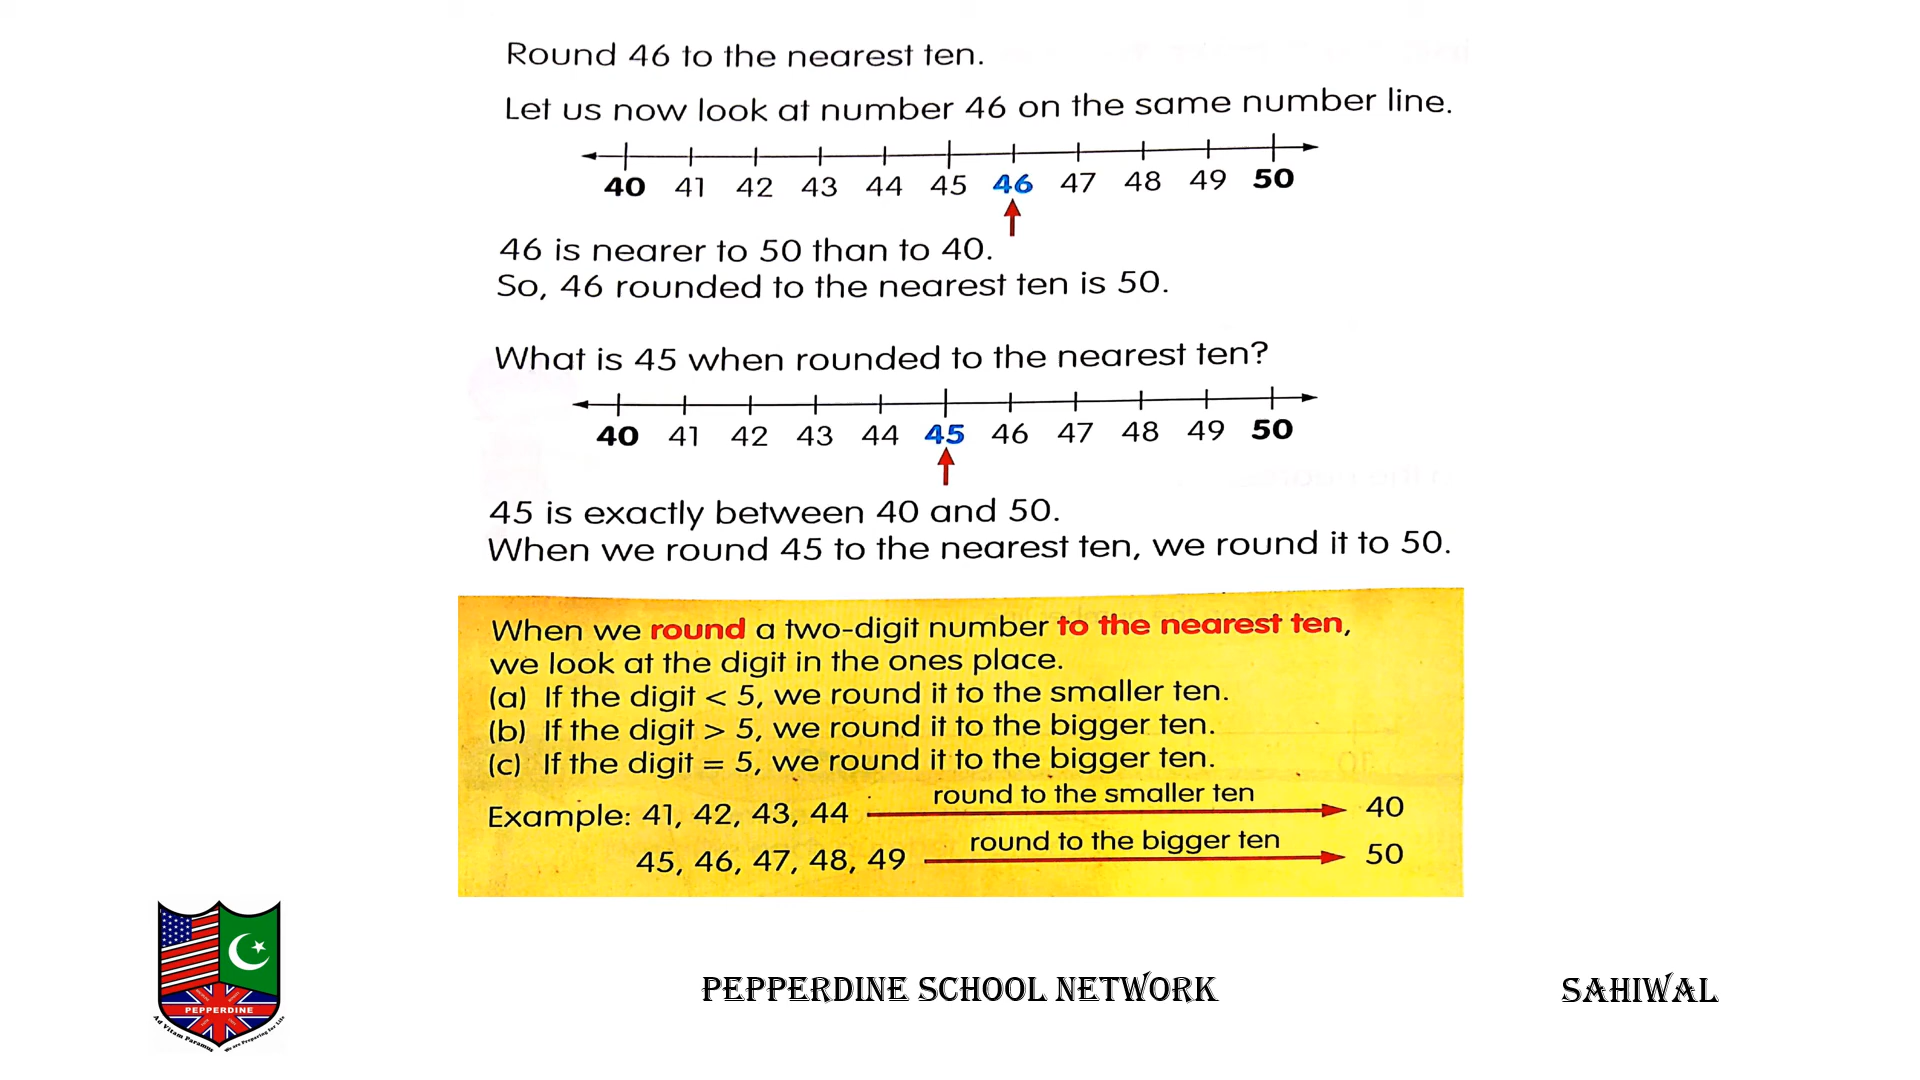 Round 46 to the nearest ten.
Let us now look at number 46 on the same number line.
40 41 42 43 44 45 46 47 48 49 50
46 is nearer to 50 than to 40.
So, 46 rounded to the nearest ten is 50.
What is 45 when rounded to the nearest ten?
40 41 42 43 44 45 46 47 48 49 50
45 is exactly between 40 and 50.
When we round 45 to the nearest ten, we round it to 50.
When we round a two-digit number to the nearest ten,
we look at the digit in the ones place.
(a) If the digit < 5, we round it to the smaller ten.
(b) If the digit > 5, we round it to the bigger ten.
(c) If the digit = 5, we round it to the bigger ten.
Example: 41, 42, 43, 44 round to the smaller ten 40
45, 46, 47, 48, 49 round to the bigger ten 50
PEPPERDINE
Ad Vitam Paramus
We are Preparing for Life
PEPPERDINE SCHOOL NETWORK
SAHIWAL